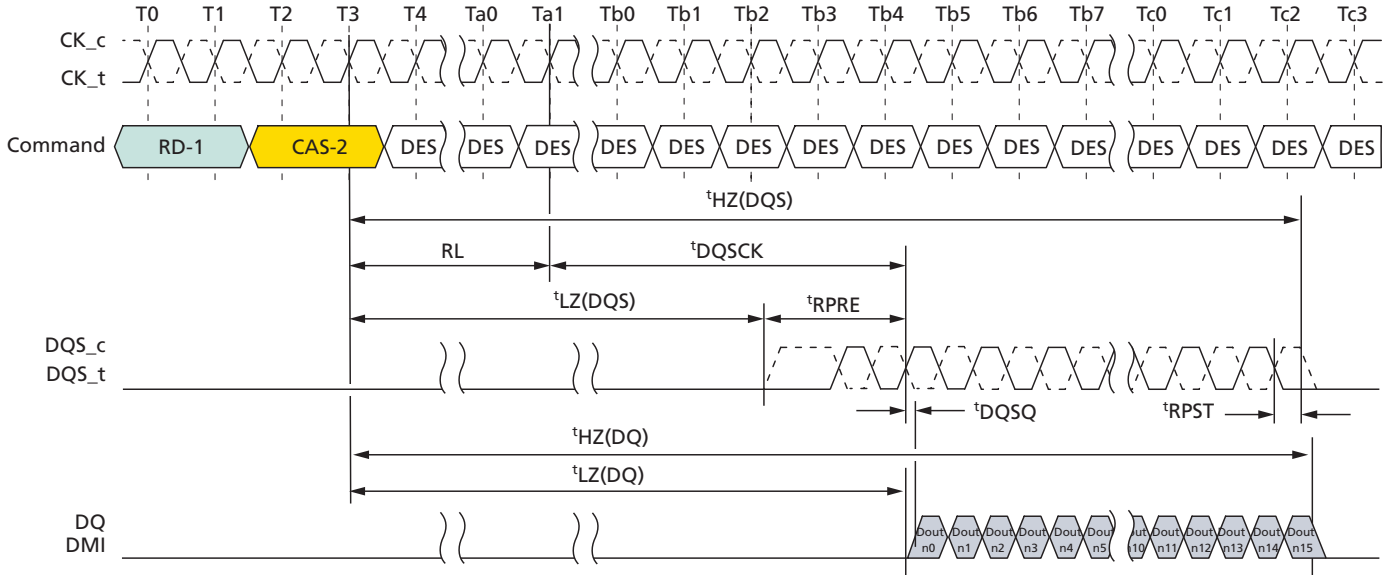 T0 T1 T2 T3 T4 Ta0 Ta1 Tb0 Tb1 Tb2 Tb3 Tb4 Tb5 Tb6 Tb7 Tc0 Tc1 Tc2 Tc3
CK_c
CK_t
Command RD-1 CAS-2 DES DES DES DES DES DES DES DES DES DES DES DES DES DES DES DES
tHZ(DQS)
RL tDQSCK
tLZ(DQS) tRPRE
DQS_c
DQS_t
tDQSQ tRPST
tHZ(DQ)
tLZ(DQ)
DQ
DMI
Dout Dout Dout Dout Dout Dout Dout Dout Dout Dout Dout Dout
n0 n1 n2 n3 n4 n5 n10 n11 n12 n13 n14 n15